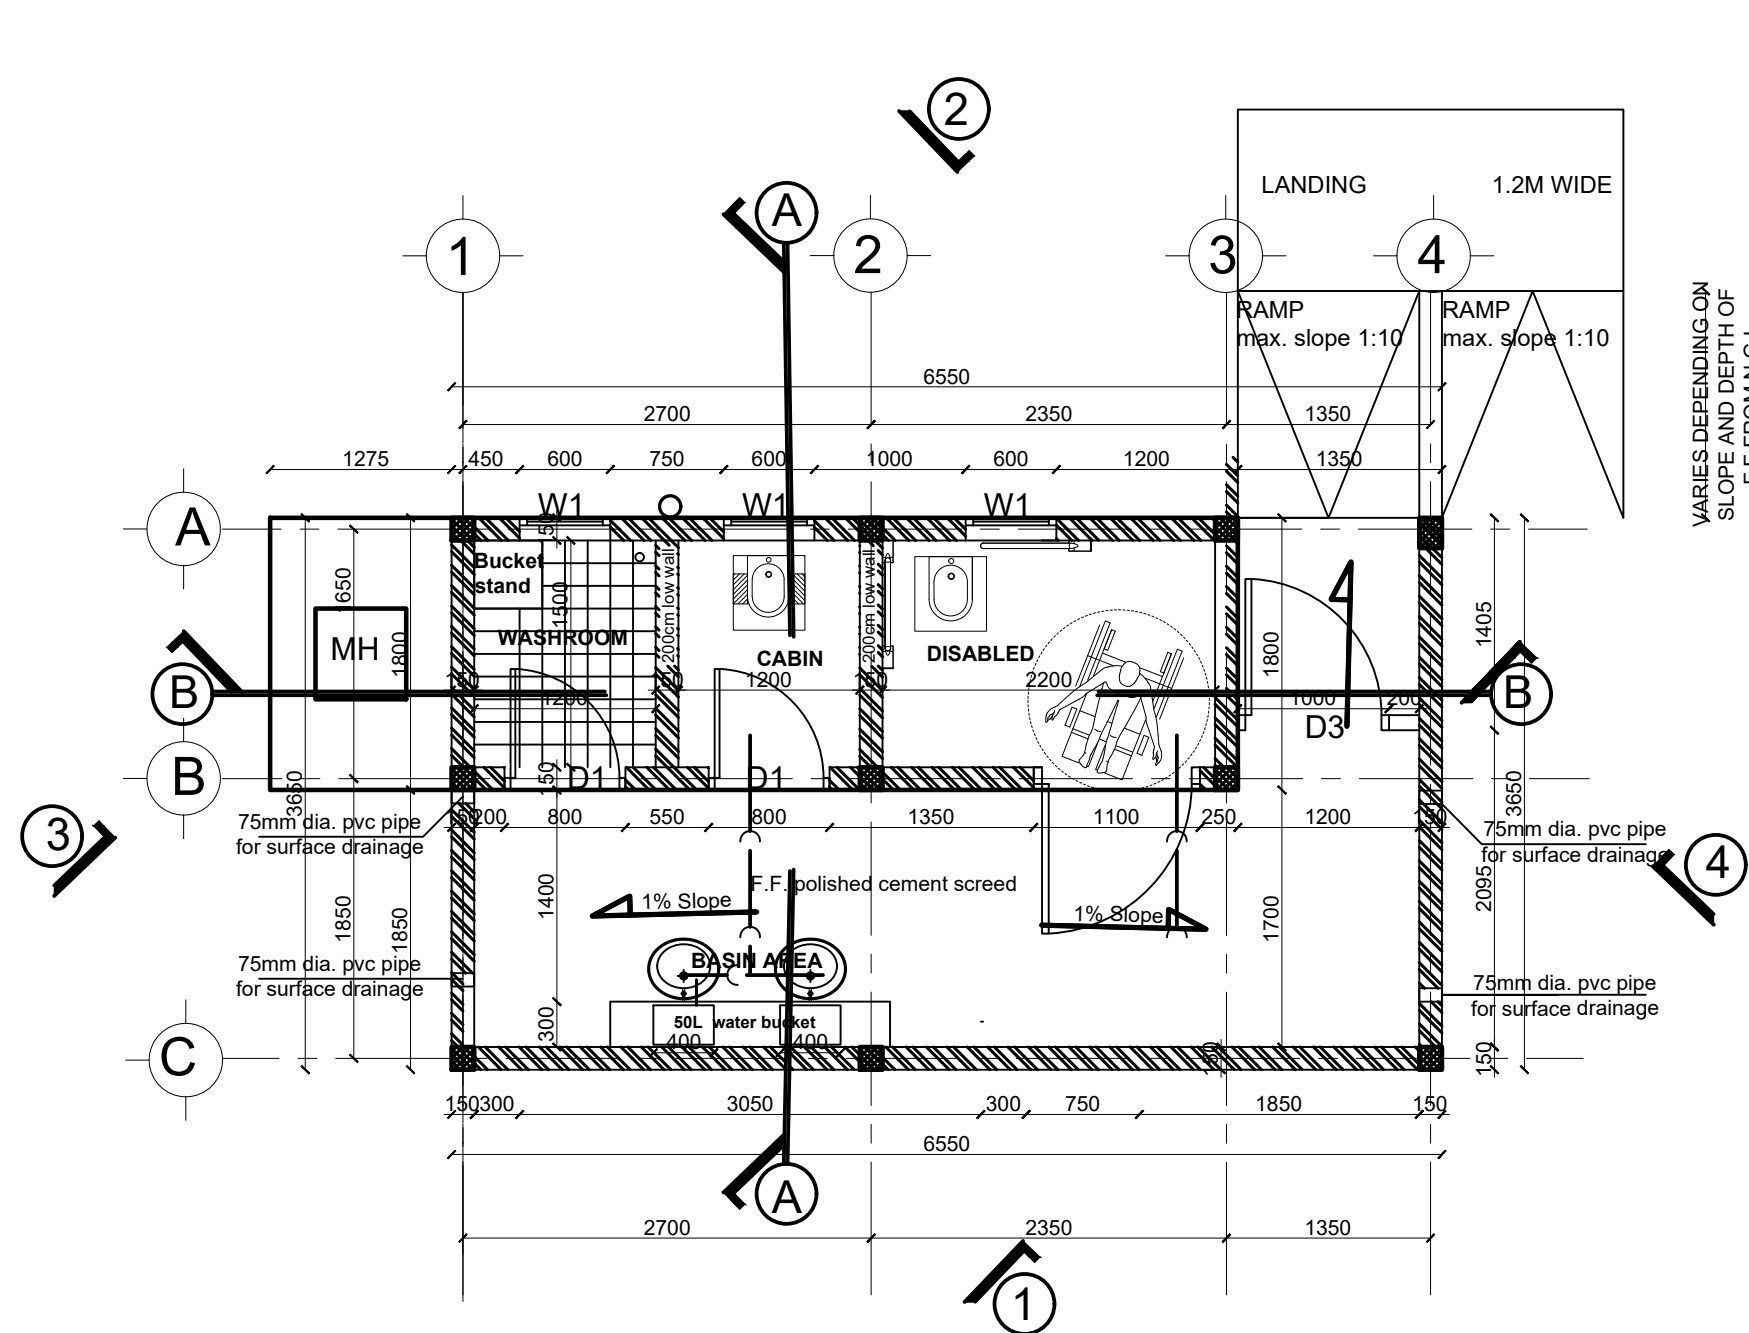 2
A
LANDING 1.2M WIDE
1 2 3 4
RAMP
max. slope 1:10
RAMP
max. slope 1:10
VARIES DEPENDING ON
SLOPE AND DEPTH OF
6550
2700 2350 1350
1275 450 600 750 600 1000 600 1200 1350
W1 W1 W1
A
50
Bucket
stand
1650
1500
200cm low wall
200cm low wall
1405
MH
1800
WASHROOM
CABIN
DISABLED
1800
B
1200
2200
B
1200
1000 200
D3
B
D1 D1
150
3650
3650
3
75mm dia. pvc pipe
for surface drainage
200 800 550 800 1350 1100 250 1200 150
75mm dia. pvc pipe
for surface drainage
4
F.F. polished cement screed
1400
1% Slope
1% Slope
1850
1850
1700
2095
75mm dia. pvc pipe
for surface drainage
BASIN AREA
75mm dia. pvc pipe
for surface drainage
50L water bucket
300
400 400
150
150
C
150 300 3050 300 750 1850 150
6550
A
2700 2350 1350
1